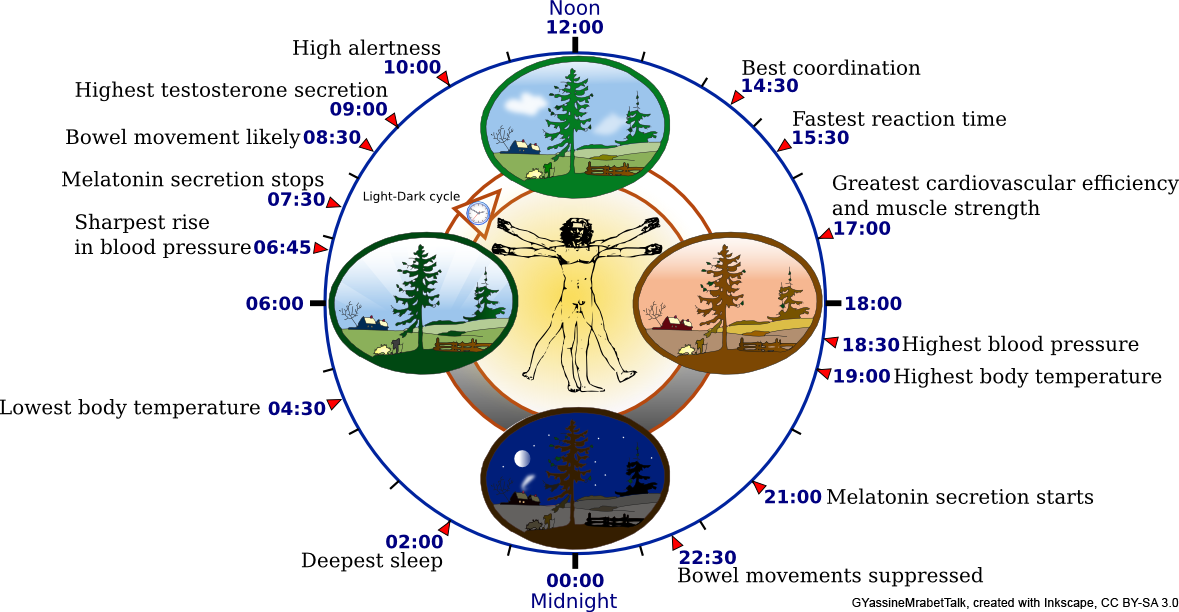 Noon
12:00
High alertness
10:00
Highest testosterone secretion
09:00
Bowel movement likely 08:30
Melatonin secretion stops
07:30
Sharpest rise
in blood pressure 06:45
06:00
Lowest body temperature 04:30
02:00
Deepest sleep
00:00
Midnight
Light-Dark cycle
Best coordination
14:30
Fastest reaction time
15:30
Greatest cardiovascular efficiency
and muscle strength
17:00
18:00
18:30 Highest blood pressure
19:00 Highest body temperature
21:00 Melatonin secretion starts
22:30
Bowel movements suppressed
GYassineMrabetTalk, created with Inkscape, CC BY-SA 3.0